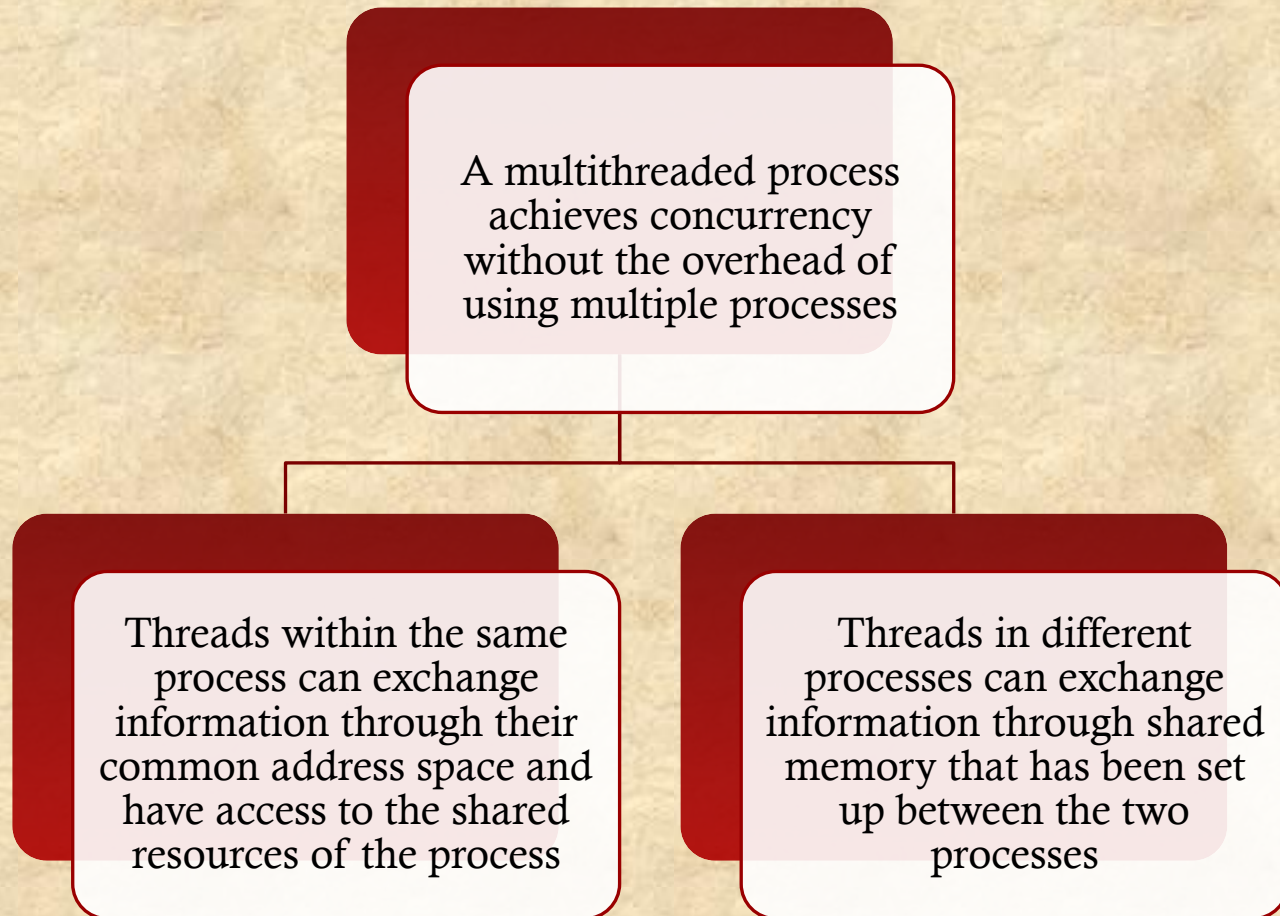 A multithreaded process
achieves concurrency
without the overhead of
using multiple processes
Threads within the same
process can exchange
information through their
common address space and
have access to the shared
resources of the process
Threads in different
processes can exchange
information through shared
memory that has been set
up between the two
processes